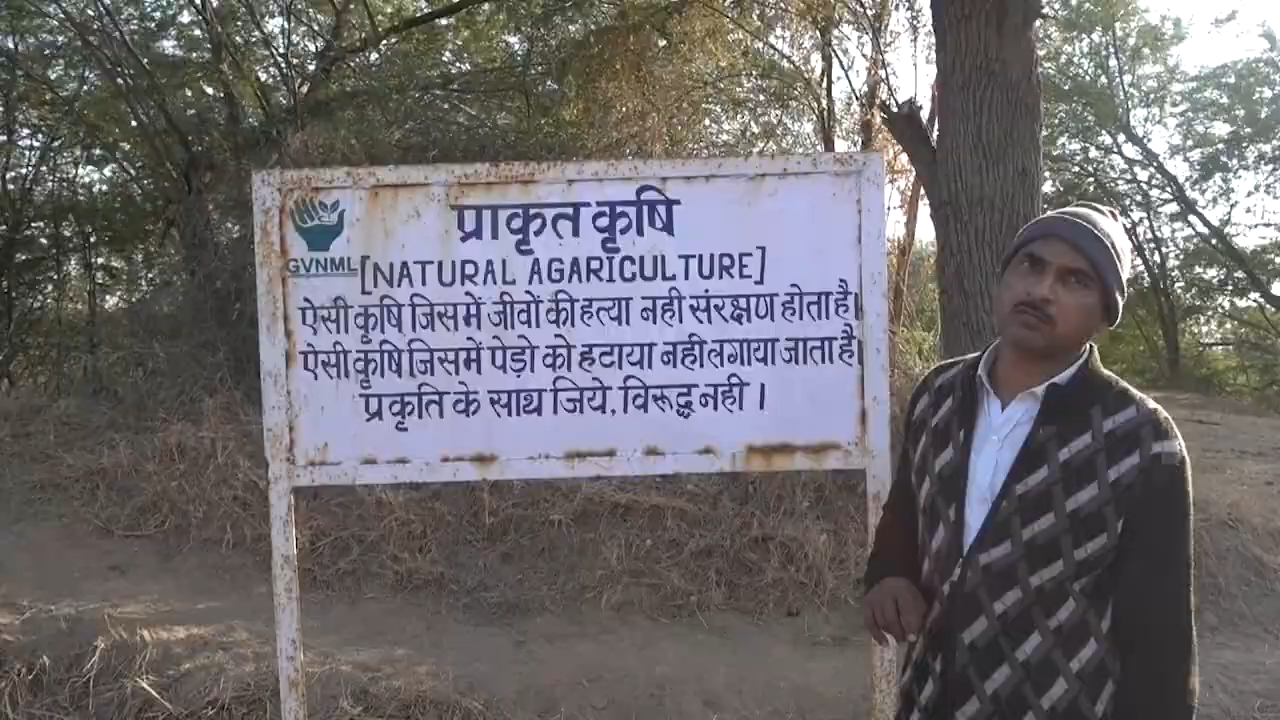 प्राकृत कृषि
GVNML
[NATURAL AGARICULTURE]
ऐसी कृषि जिसमें जीवों की हत्या नही संरक्षण होता है।
ऐसी कृषि जिसमें पेड़ो को हटाया नही लगाया जाता है।
प्रकृति के साथ जिये, विरूद्ध नही ।